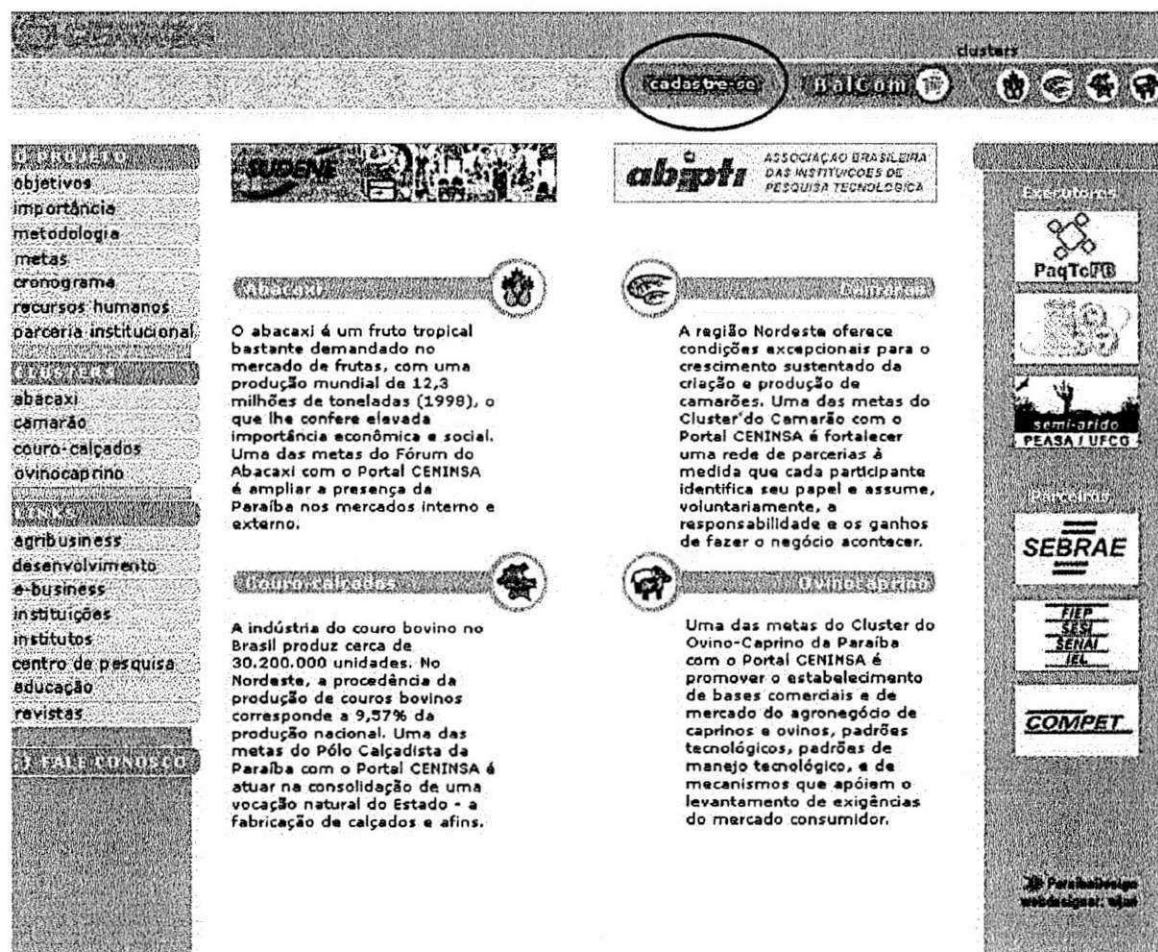 CENINSA
clusters
cadastre-se
BalCom
O PROJETO
objetivos
importância
metodologia
metas
cronograma
recursos humanos
parceria institucional
CLUSTERS
abacaxi
camarão
couro-calçados
ovinocaprino
LINKS
agribusiness
desenvolvimento
e-business
instituições
institutos
centro de pesquisa
educação
revistas
:) FALE CONOSCO
SUDENE
abipti
ASSOCIAÇÃO BRASILEIRA
DAS INSTITUICOES DE
PESQUISA TECNOLOGICA
Abacaxi
O abacaxi é um fruto tropical
bastante demandado no
mercado de frutas, com uma
produção mundial de 12,3
milhões de toneladas (1998), o
que lhe confere elevada
importância econômica e social.
Uma das metas do Fórum do
Abacaxi com o Portal CENINSA
é ampliar a presença da
Paraíba nos mercados interno e
externo.
A região Nordeste oferece
condições excepcionais para o
crescimento sustentado da
criação e produção de
camarões. Uma das metas do
Cluster do Camarão com o
Portal CENINSA é fortalecer
uma rede de parcerias à
medida que cada participante
identifica seu papel e assume,
voluntariamente, a
responsabilidade e os ganhos
de fazer o negócio acontecer.
Couro-calçados
A indústria do couro bovino no
Brasil produz cerca de
30.200.000 unidades. No
Nordeste, a procedência da
produção de couros bovinos
corresponde a 9,57% da
produção nacional. Uma das
metas do Pólo Calçadista da
Paraíba com o Portal CENINSA é
atuar na consolidação de uma
vocação natural do Estado - a
fabricação de calçados e afins.
Ovinocaprino
Uma das metas do Cluster do
Ovino-Caprino da Paraíba
com o Portal CENINSA é
promover o estabelecimento
de bases comerciais e de
mercado do agronegócio de
caprinos e ovinos, padrões
tecnológicos, padrões de
manejo tecnológico, e de
mecanismos que apóiem o
levantamento de exigências
do mercado consumidor.
Executores
PaqTcPB
semi-arido
PEASA / UFCG
Parceiros
SEBRAE
FIEP
SESI
SENAI
IEL
COMPET
ParaibaDesign
webdesigner: